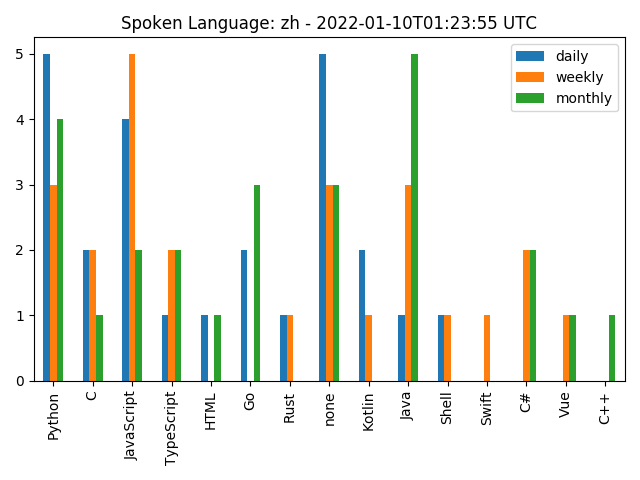 Spoken Language: zh - 2022-01-10T01:23:55 UTC
daily
weekly
monthly
5
4
3
2
1
0
Python
C
JavaScript
TypeScript
HTML
Go
Rust
none
Kotlin
Java
Shell
Swift
C#
Vue
C++